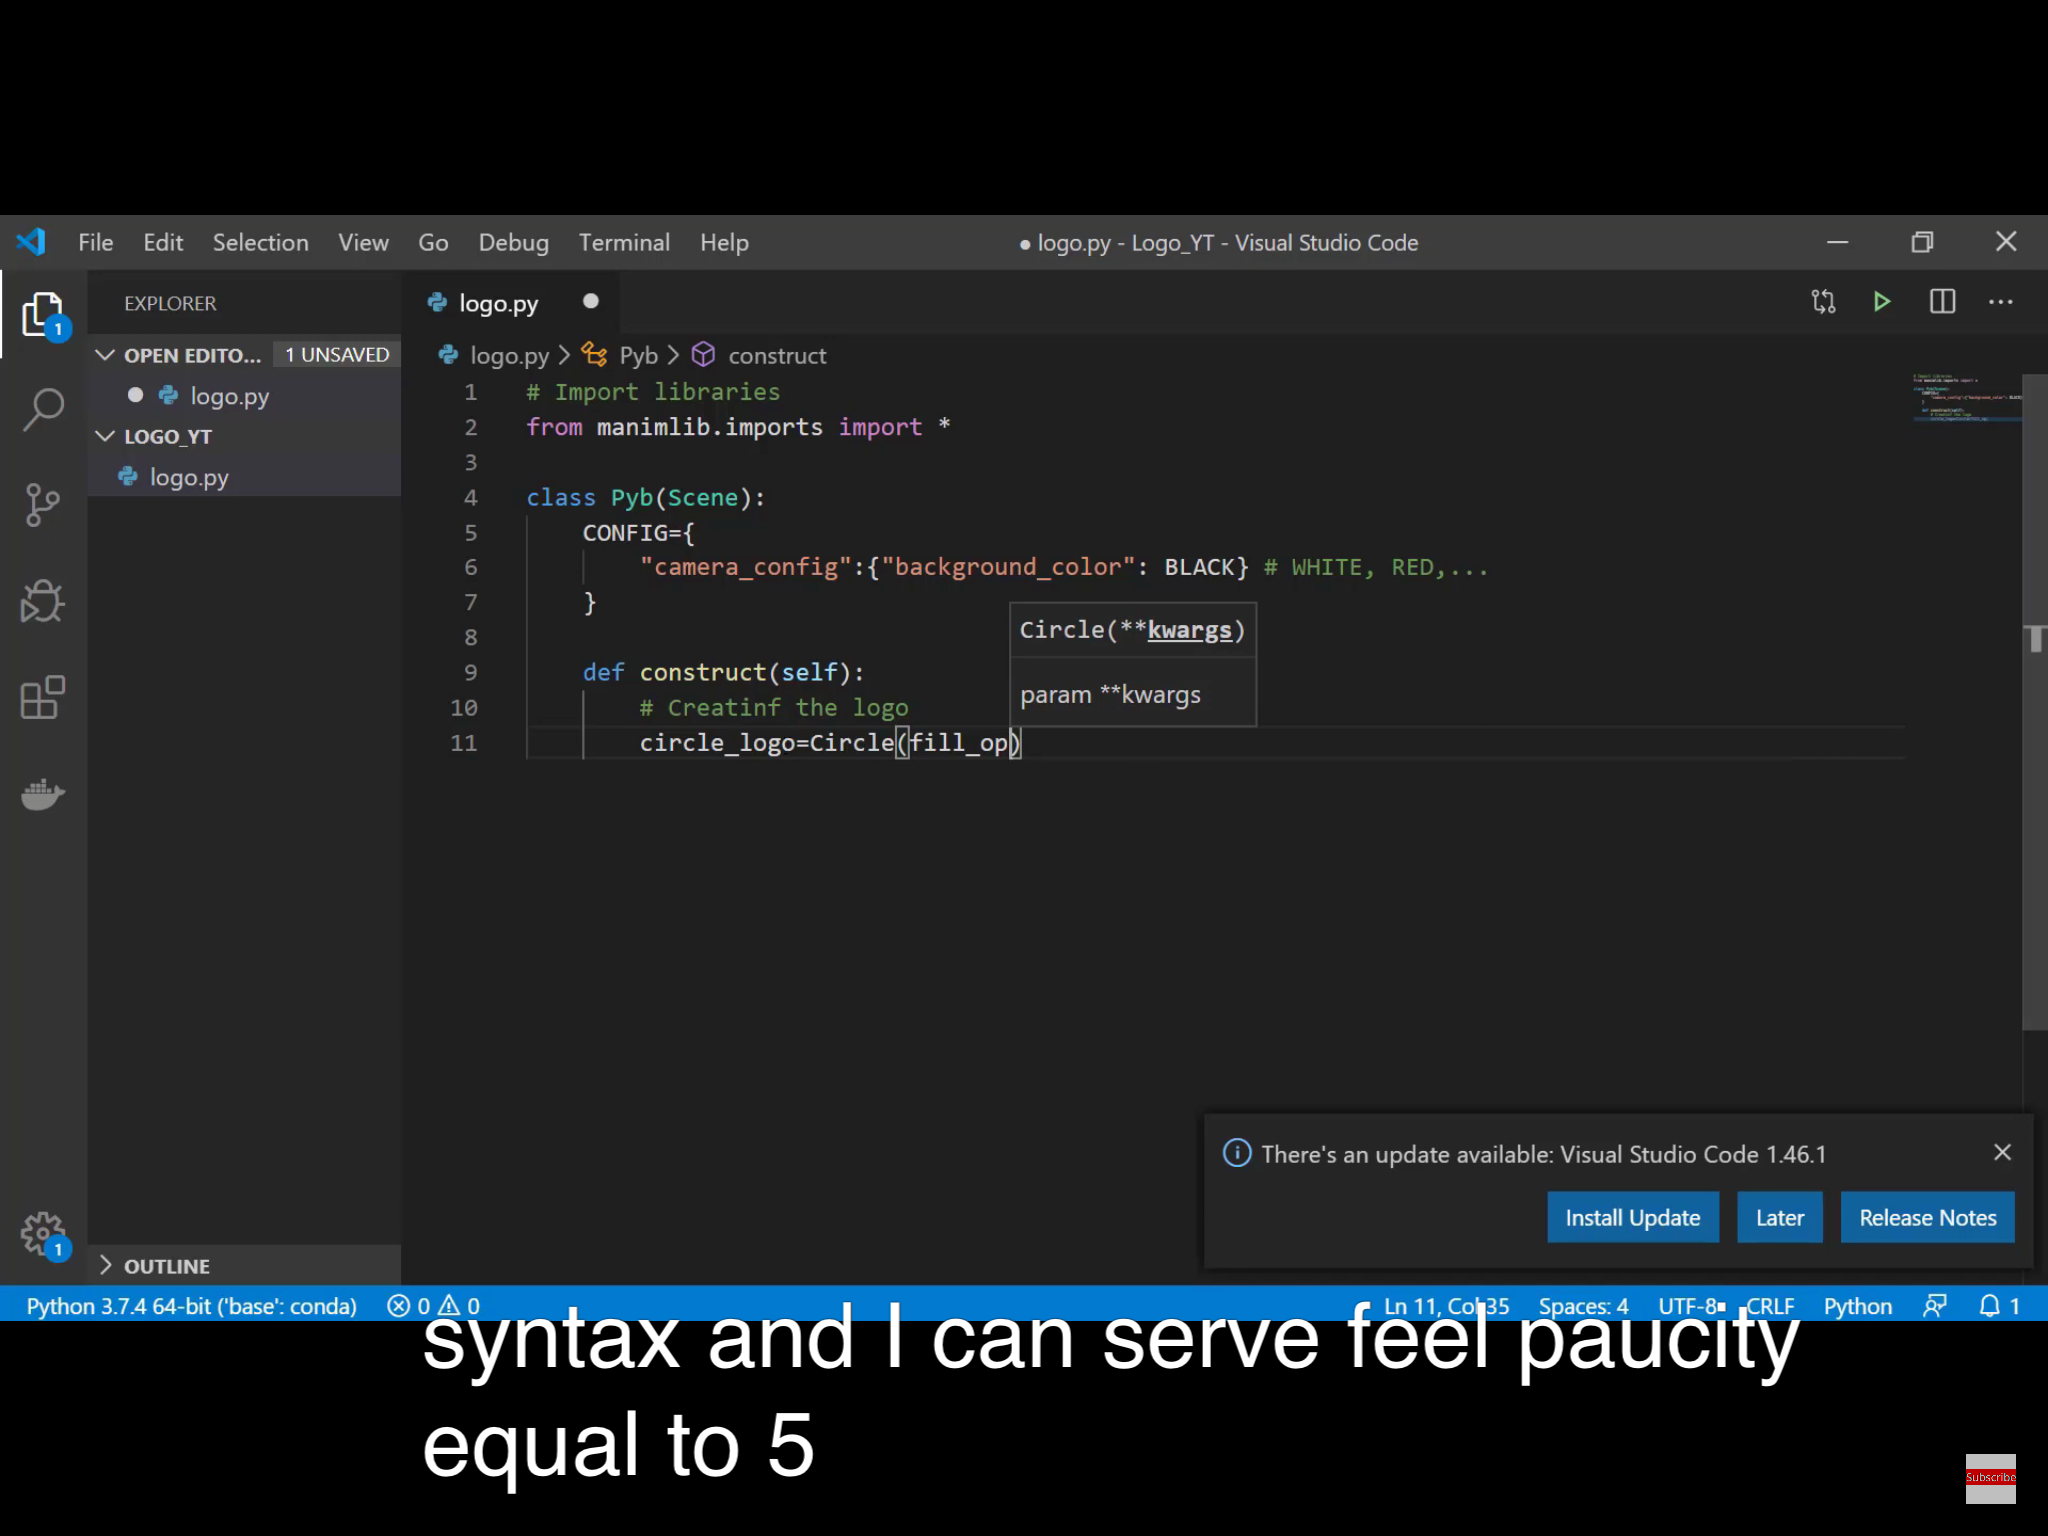 File Edit Selection View Go Debug Terminal Help ● logo.py - Logo_YT - Visual Studio Code
EXPLORER
logo.py
OPEN EDITO... 1 UNSAVED
logo.py
LOGO_YT
logo.py
OUTLINE
logo.py > Pyb > construct
1 # Import libraries
2 from manimlib.imports import *
3
4 class Pyb(Scene):
5 CONFIG={
6 "camera_config":{"background_color": BLACK} # WHITE, RED,...
7 }
8
9 def construct(self):
10 # Creatinf the logo
11 circle_logo=Circle(fill_op)
Circle(**kwargs)
param **kwargs
There's an update available: Visual Studio Code 1.46.1
Install Update Later Release Notes
1
1
Python 3.7.4 64-bit ('base': conda) 0 0 Ln 11, Col 35 Spaces: 4 UTF-8 CRLF Python 1
syntax and I can serve feel paucity
equal to 5
Subscribe